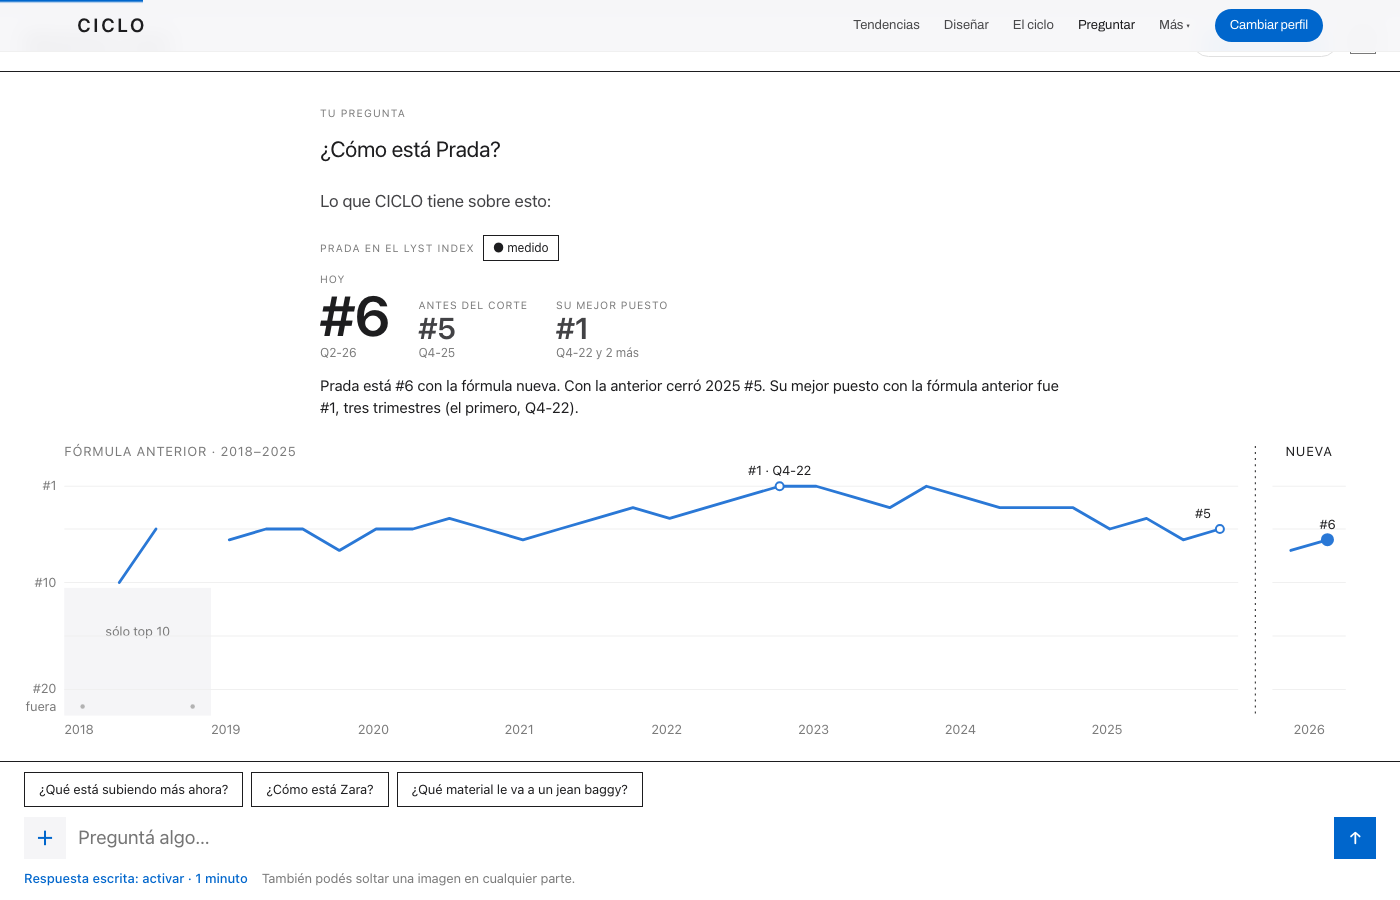 CICLO
Tendencias
Diseñar
El ciclo
Preguntar
Más
Cambiar perfil
TU PREGUNTA
¿Cómo está Prada?
Lo que CICLO tiene sobre esto:
PRADA EN EL LYST INDEX
● medido
HOY
#6
Q2-26
ANTES DEL CORTE
#5
Q4-25
SU MEJOR PUESTO
#1
Q4-22 y 2 más
Prada está #6 con la fórmula nueva. Con la anterior cerró 2025 #5. Su mejor puesto con la fórmula anterior fue
#1, tres trimestres (el primero, Q4-22).
FÓRMULA ANTERIOR · 2018–2025
NUEVA
#1 · Q4-22
#1
#5
#6
#10
sólo top 10
#20
fuera
2018
2019
2020
2021
2022
2023
2024
2025
2026
¿Qué está subiendo más ahora?
¿Cómo está Zara?
¿Qué material le va a un jean baggy?
+
Preguntá algo...
↑
Respuesta escrita: activar · 1 minuto
También podés soltar una imagen en cualquier parte.